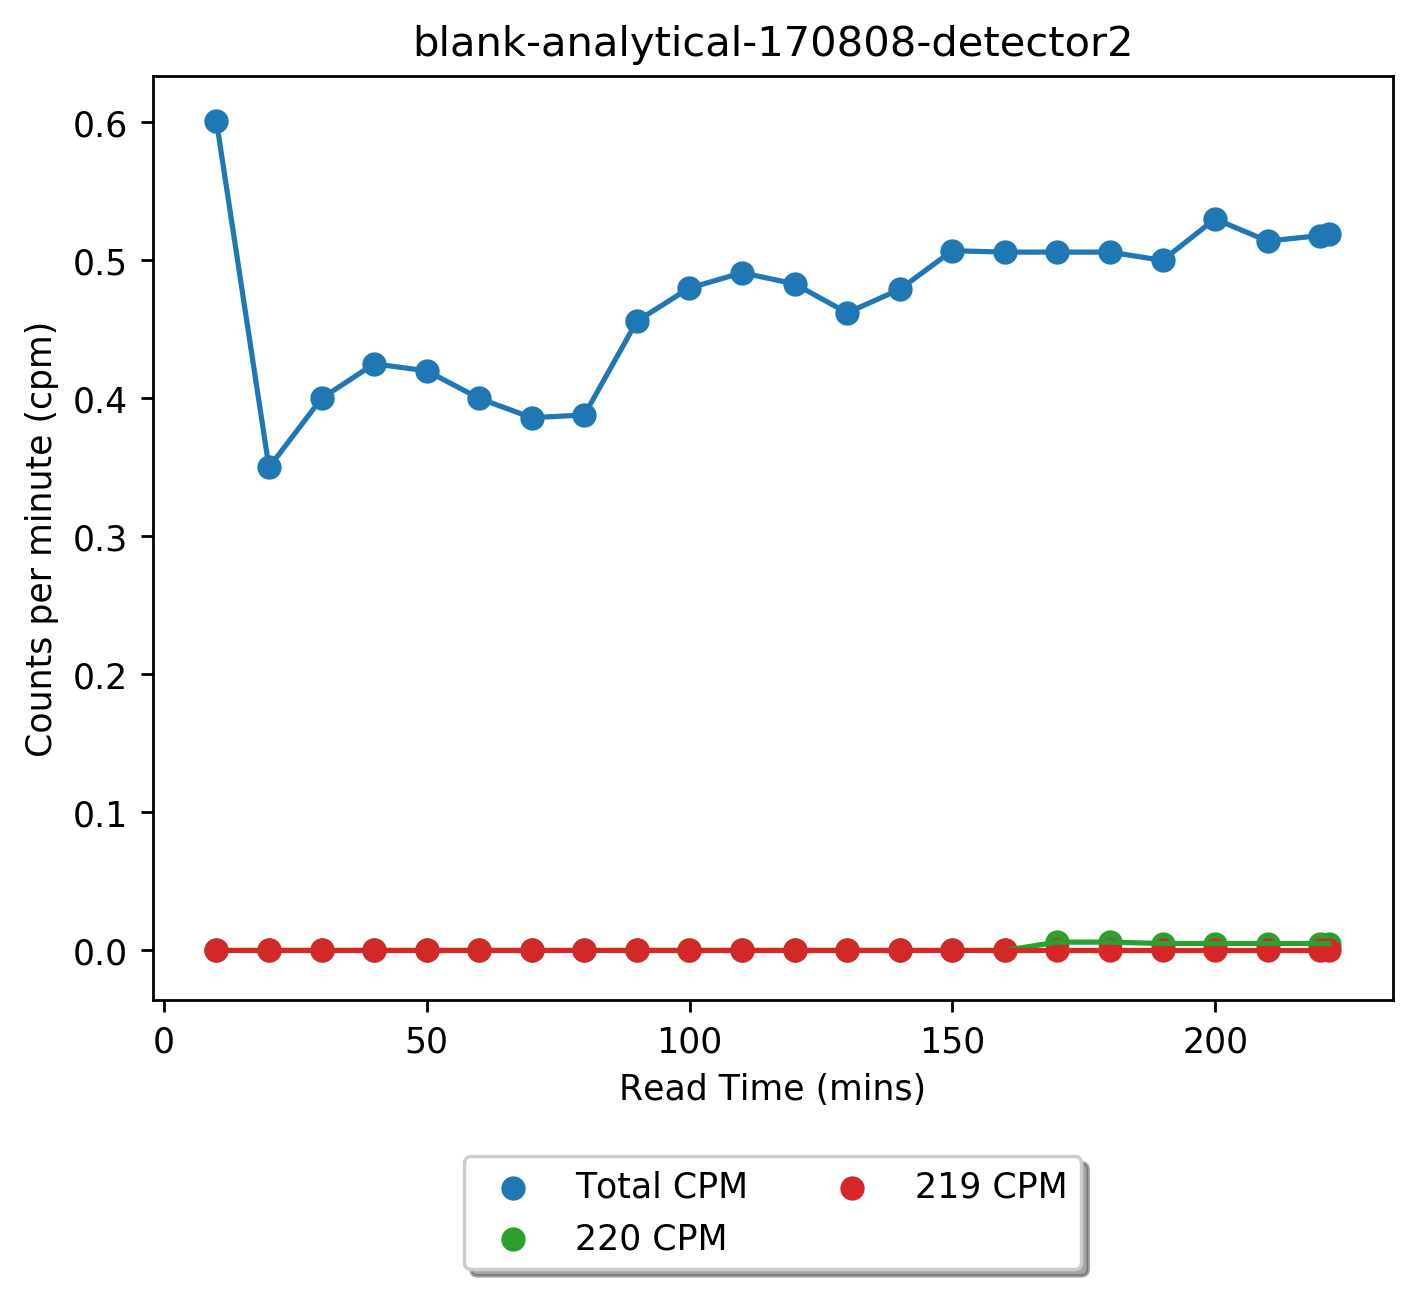 blank-analytical-170808-detector2
Counts per minute (cpm)
0.6
0.5
0.4
0.3
0.2
0.1
0.0
0 50 100 150 200
Read Time (mins)
Total CPM 219 CPM
220 CPM